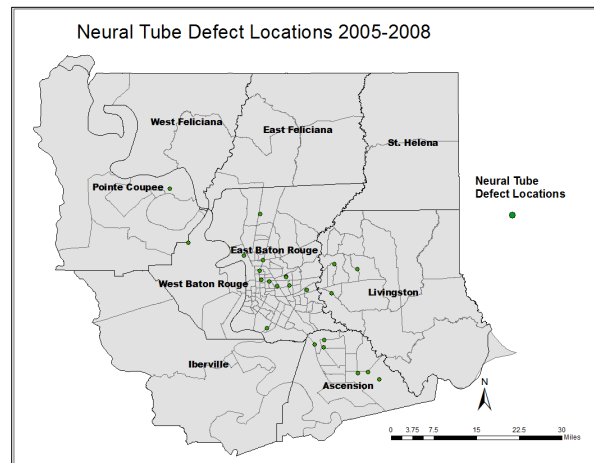 Neural Tube Defect Locations 2005-2008
West Feliciana
East Feliciana
St. Helena
Pointe Coupee
Neural Tube
Defect Locations
East Baton Rouge
West Baton Rouge
Livingston
Iberville
Ascension
N
0 3.75 7.5 15 22.5 30
Miles